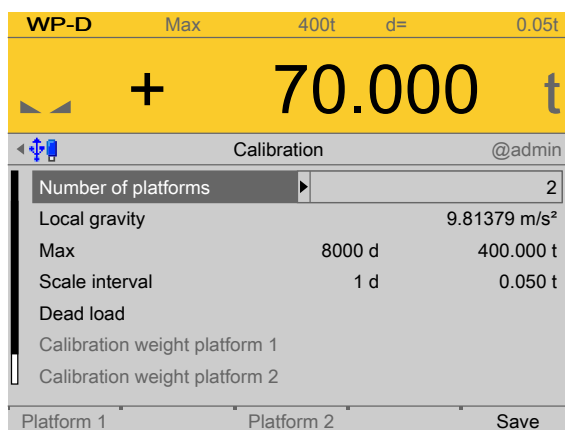 WP-D Max 400t d= 0.05t
+ 70.000 t
Calibration @admin
Number of platforms 2
Local gravity 9.81379 m/s²
Max 8000 d 400.000 t
Scale interval 1 d 0.050 t
Dead load
Calibration weight platform 1
Calibration weight platform 2
Platform 1 Platform 2 Save